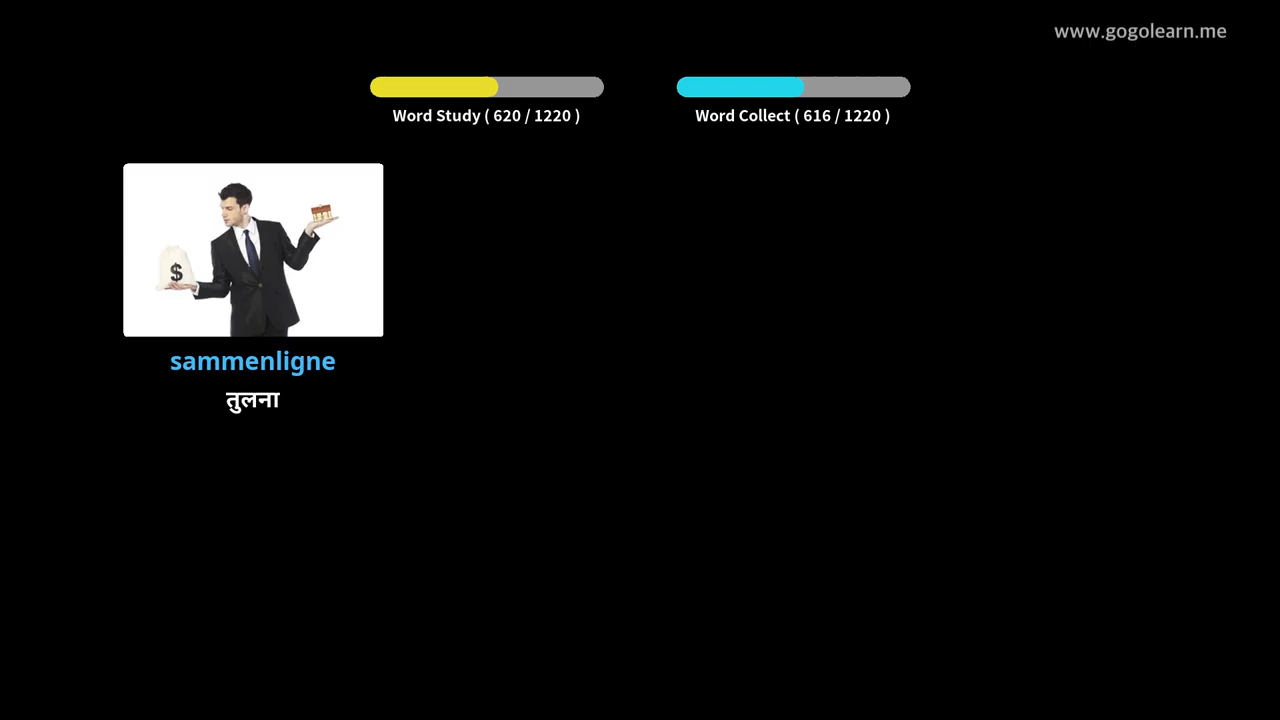 www.gogolearn.me
Word Study ( 620 / 1220 )
Word Collect ( 616 / 1220 )
$
sammenligne
तुलना